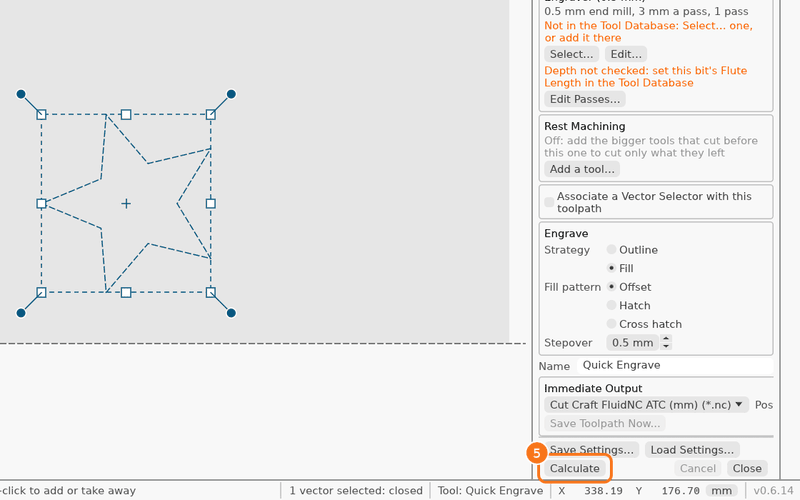 0.5 mm end mill, 3 mm a pass, 1 pass
Not in the Tool Database: Select... one,
or add it there
Select... Edit...
Depth not checked: set this bit's Flute
Length in the Tool Database
Edit Passes...
Rest Machining
Off: add the bigger tools that cut before
this one to cut only what they left
Add a tool...
Associate a Vector Selector with this
toolpath
Engrave
Strategy Outline
Fill
Fill pattern Offset
Hatch
Cross hatch
Stepover 0.5 mm
Name Quick Engrave
Immediate Output
Cut Craft FluidNC ATC (mm) (*.nc) Pos
Save Toolpath Now...
5
Save Settings... Load Settings...
Calculate Cancel Close
-click to add or take away 1 vector selected: closed Tool: Quick Engrave X 338.19 Y 176.70 mm v0.6.14